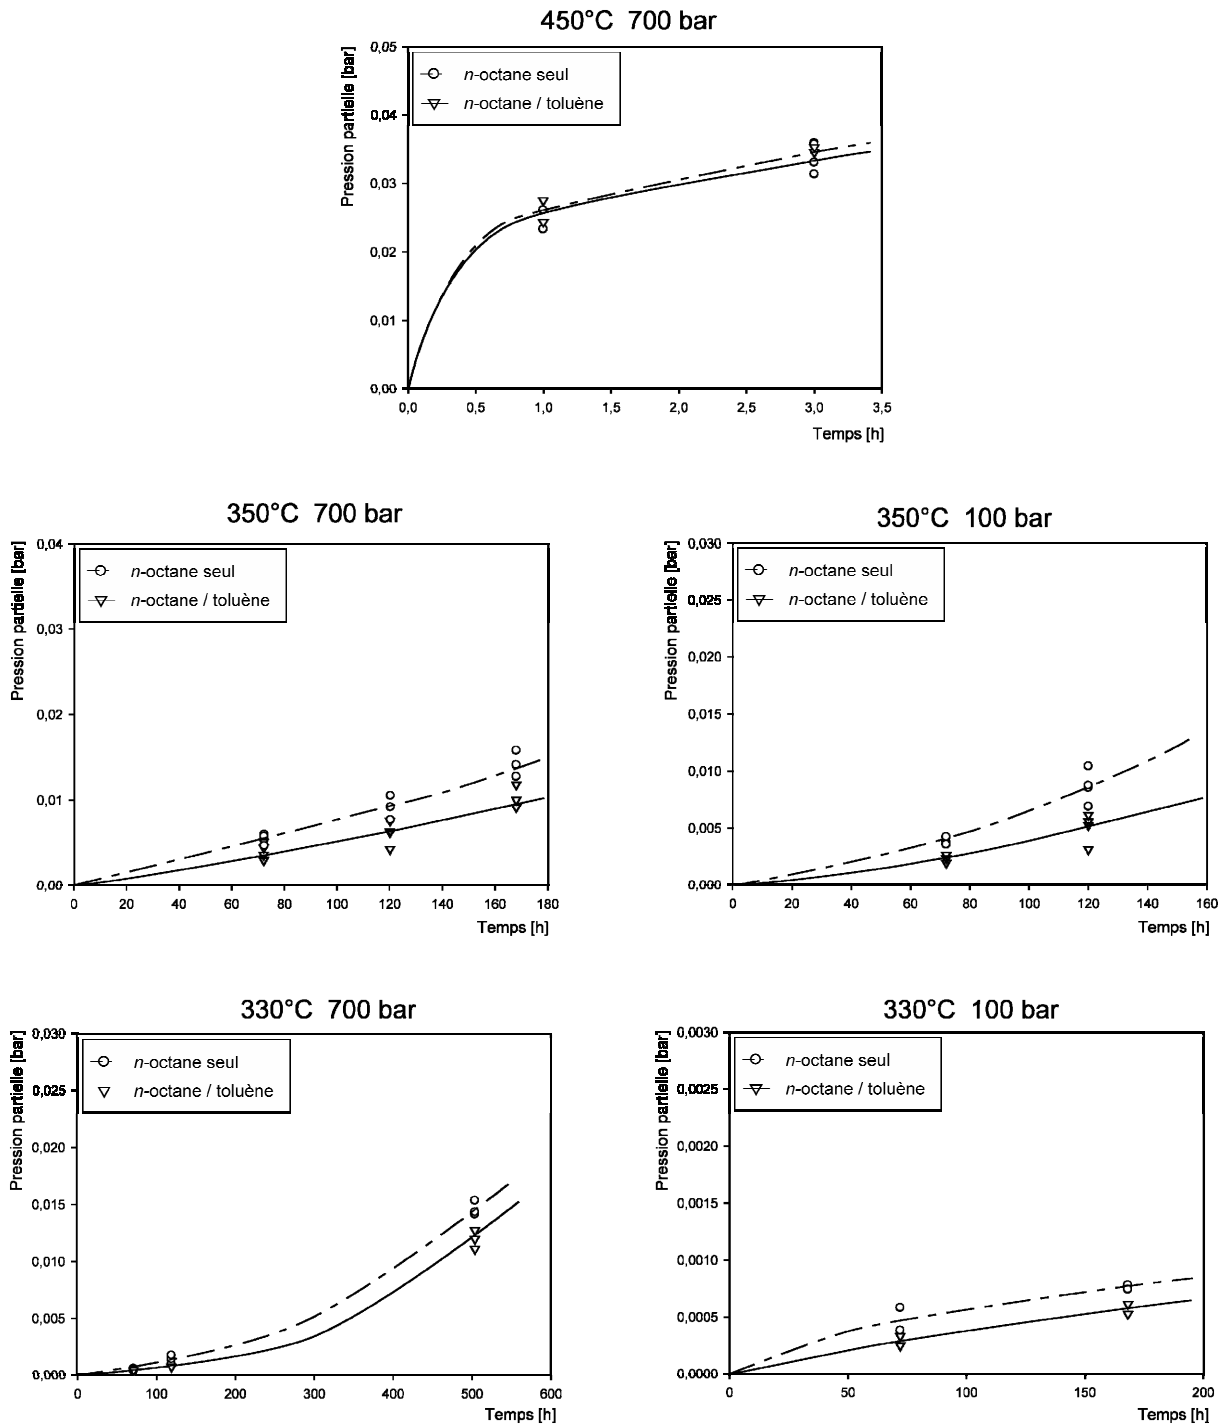 450°C 700 bar
Pression partielle [bar]
0,05
0,04
0,03
0,02
0,01
0,00
n-octane seul
n-octane / toluène
0,0 0,5 1,0 1,5 2,0 2,5 3,0 3,5
Temps [h]
350°C 700 bar
Pression partielle [bar]
0,04
0,03
0,02
0,01
0,00
n-octane seul
n-octane / toluène
0 20 40 60 80 100 120 140 160 180
Temps [h]
350°C 100 bar
Pression partielle [bar]
0,030
0,025
0,020
0,015
0,010
0,005
0,000
n-octane seul
n-octane / toluène
0 20 40 60 80 100 120 140 160
Temps [h]
330°C 700 bar
Pression partielle [bar]
0,030
0,025
0,020
0,015
0,010
0,005
0,000
n-octane seul
n-octane / toluène
0 100 200 300 400 500 600
Temps [h]
330°C 100 bar
Pression partielle [bar]
0,0030
0,0025
0,0020
0,0015
0,0010
0,0005
0,0000
n-octane seul
n-octane / toluène
0 50 100 150 200
Temps [h]